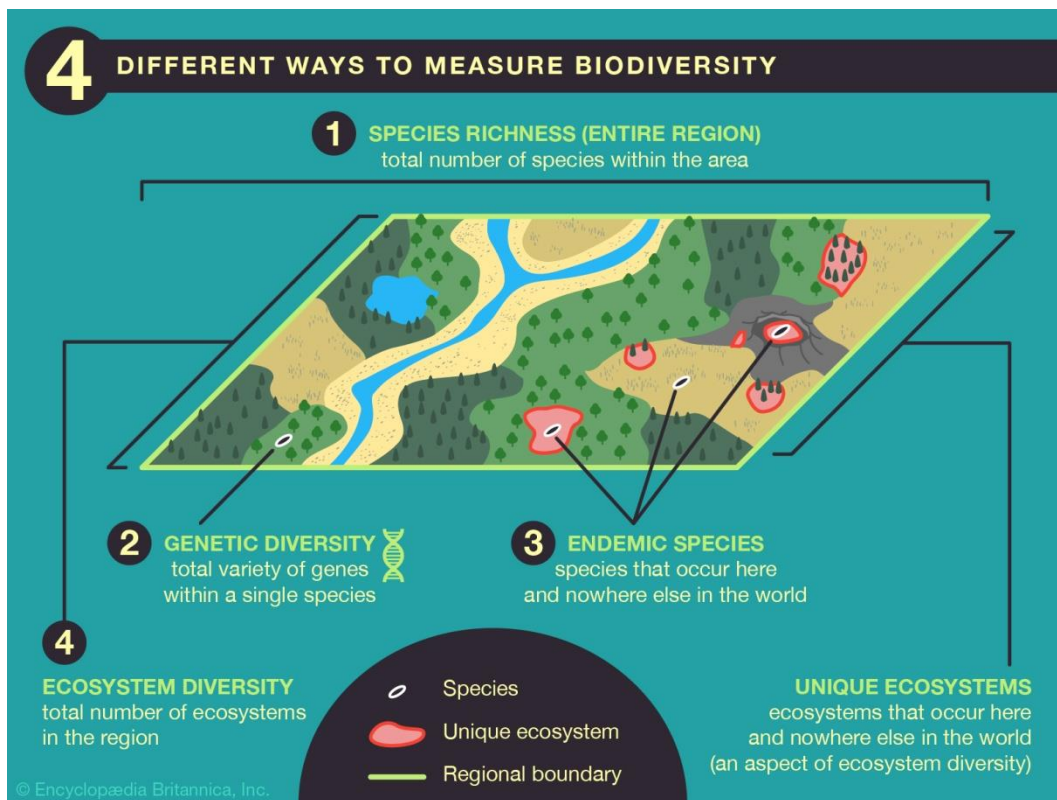 4 DIFFERENT WAYS TO MEASURE BIODIVERSITY
1 SPECIES RICHNESS (ENTIRE REGION)
total number of species within the area
2 GENETIC DIVERSITY
total variety of genes
within a single species
3 ENDEMIC SPECIES
species that occur here
and nowhere else in the world
4
ECOSYSTEM DIVERSITY
total number of ecosystems
in the region
Species
Unique ecosystem
Regional boundary
UNIQUE ECOSYSTEMS
ecosystems that occur here
and nowhere else in the world
(an aspect of ecosystem diversity)
© Encyclopædia Britannica, Inc.